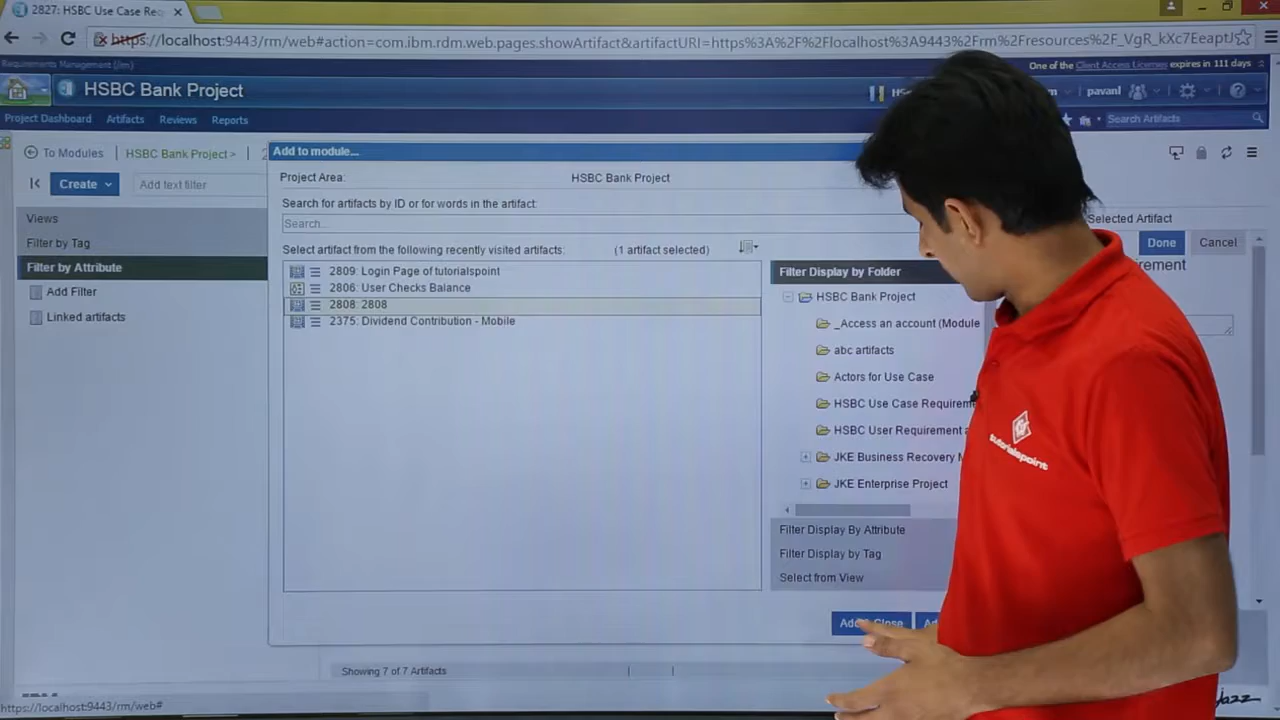 2827: HSBC Use Case Req
https://localhost:9443/rm/web#action=com.ibm.rdm.web.pages.showArtifact&artifactURI=https%3A%2F%2Flocalhost%3A9443%2Frm%2Fresources%2F_VgR_kXc7EeaptJ
Requirements Management (/rm)
One of the Client Access Licenses expires in 111 days
HSBC Bank Project
pavanl
Project Dashboard Artifacts Reviews Reports
Search Artifacts
To Modules HSBC Bank Project >
Add to module...
Create
Add text filter
Project Area: HSBC Bank Project
Search for artifacts by ID or for words in the artifact:
Search...
Views
Filter by Tag
Filter by Attribute
Add Filter
Linked artifacts
Select artifact from the following recently visited artifacts: (1 artifact selected)
2809: Login Page of tutorialspoint
2806: User Checks Balance
2808: 2808
2375: Dividend Contribution - Mobile
Filter Display by Folder
HSBC Bank Project
_Access an account (Module
abc artifacts
Actors for Use Case
HSBC Use Case Requirem
HSBC User Requirement
JKE Business Recovery
JKE Enterprise Project
Filter Display By Attribute
Filter Display by Tag
Select from View
Selected Artifact
Done Cancel
tutorialspoint
Showing 7 of 7 Artifacts
https://localhost:9443/rm/web#
Jazz